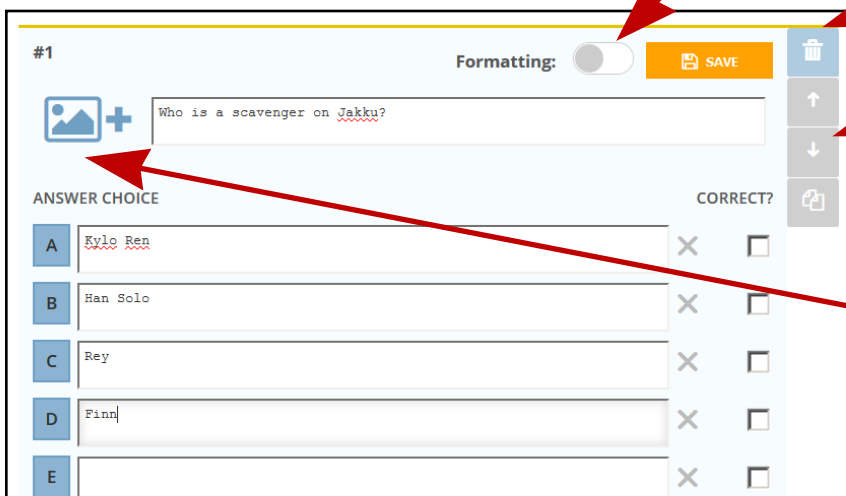 #1
Formatting:
SAVE
Who is a scavenger on Jakku?
ANSWER CHOICE
CORRECT?
A
Kylo Ren
B
Han Solo
C
Rey
D
Finn
E